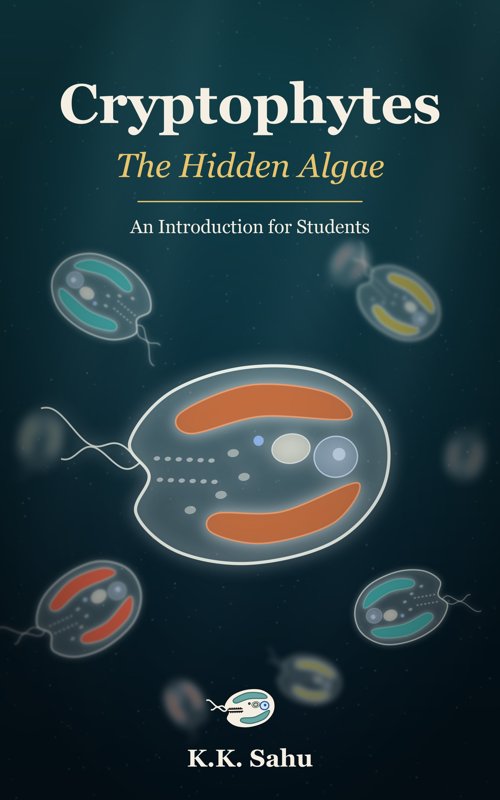 Cryptophytes
The Hidden Algae
An Introduction for Students
K.K. Sahu